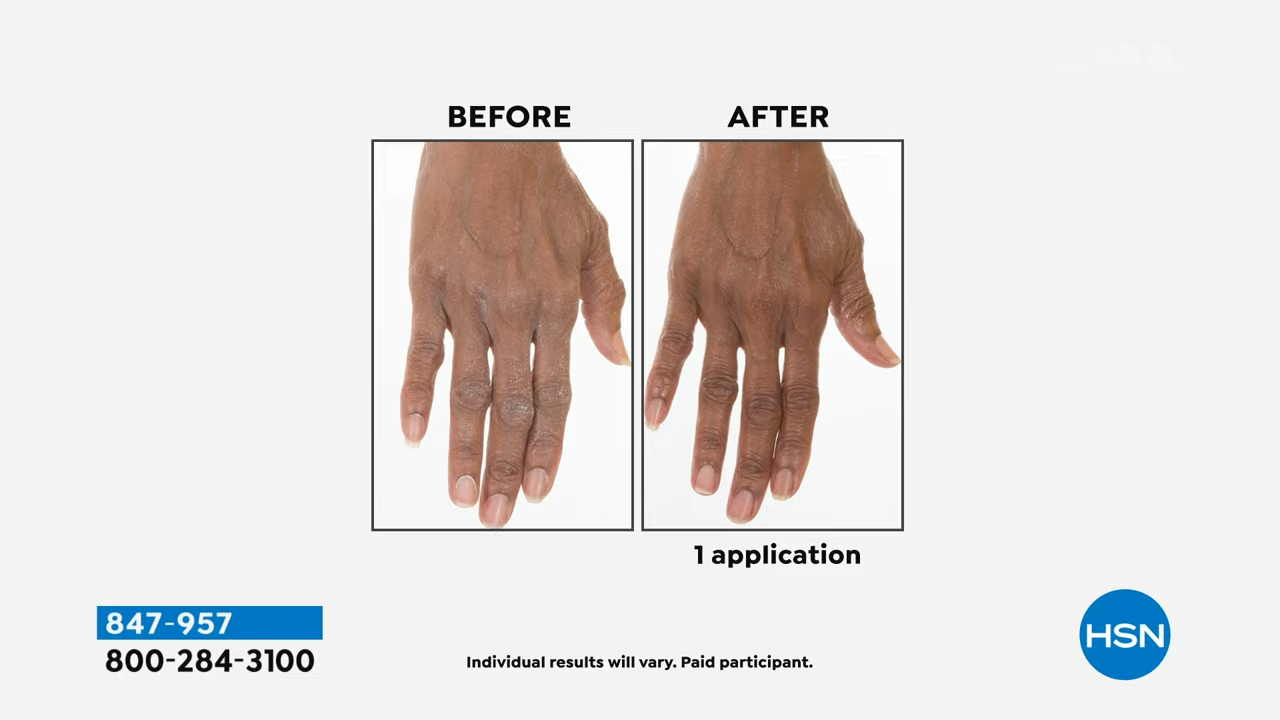 BEFORE
AFTER
1 application
847-957
800-284-3100
Individual results will vary. Paid participant.
HSN